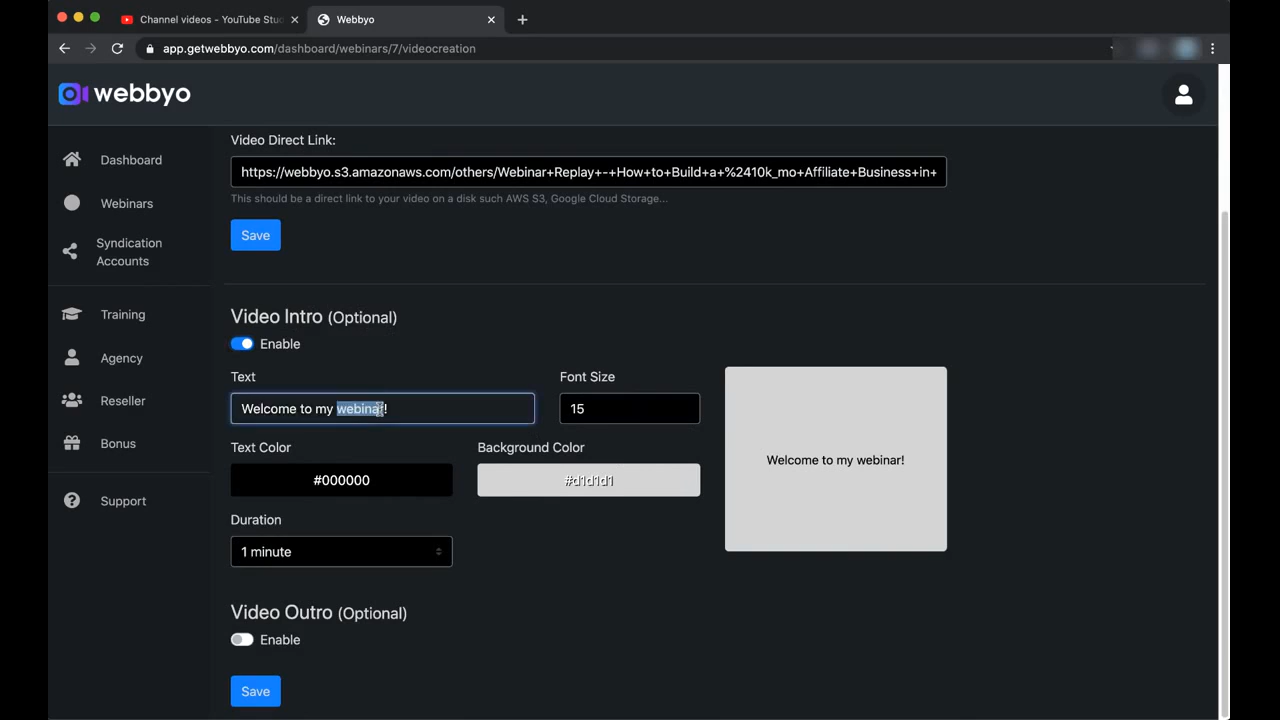 Channel videos - YouTube Stu
Webbyo
app.getwebbyo.com/dashboard/webinars/7/videocreation
webbyo
Dashboard
Webinars
Syndication
Accounts
Training
Agency
Reseller
Bonus
Support
Video Direct Link:
https://webbyo.s3.amazonaws.com/others/Webinar+Replay+-+How+to+Build+a+%2410k_mo+Affiliate+Business+in+
This should be a direct link to your video on a disk such AWS S3, Google Cloud Storage...
Save
Video Intro (Optional)
Enable
Text
Font Size
Welcome to my webinar!
15
Text Color
Background Color
#000000
#d1d1d1
Duration
1 minute
Welcome to my webinar!
Video Outro (Optional)
Enable
Save